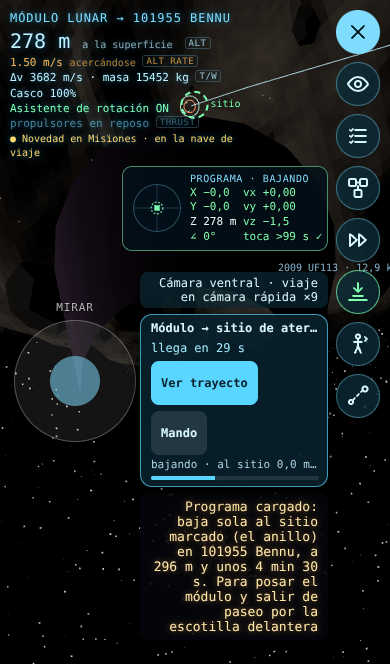 MÓDULO LUNAR → 101955 BENNU
278 m a la superficie ALT
1.50 m/s acercándose ALT RATE
Δv 3682 m/s · masa 15452 kg T/W
Casco 100%
Asistente de rotación ON
sitio
propulsores en reposo THRUST
● Novedad en Misiones · en la nave de
viaje
PROGRAMA · BAJANDO
X −0,0 vx +0,00
Y −0,0 vy +0,00
Z 278 m vz −1,5
∡ 0° toca >99 s ✓
2009 UF113 · 12,9 k
Cámara ventral · viaje
en cámara rápida ×9
MIRAR
Módulo → sitio de ater…
llega en 29 s
Ver trayecto
Mando
bajando · al sitio 0,0 m…
Programa cargado:
baja sola al sitio
marcado (el anillo)
en 101955 Bennu, a
296 m y unos 4 min 30
s. Para posar el
módulo y salir de
paseo por la
escotilla delantera